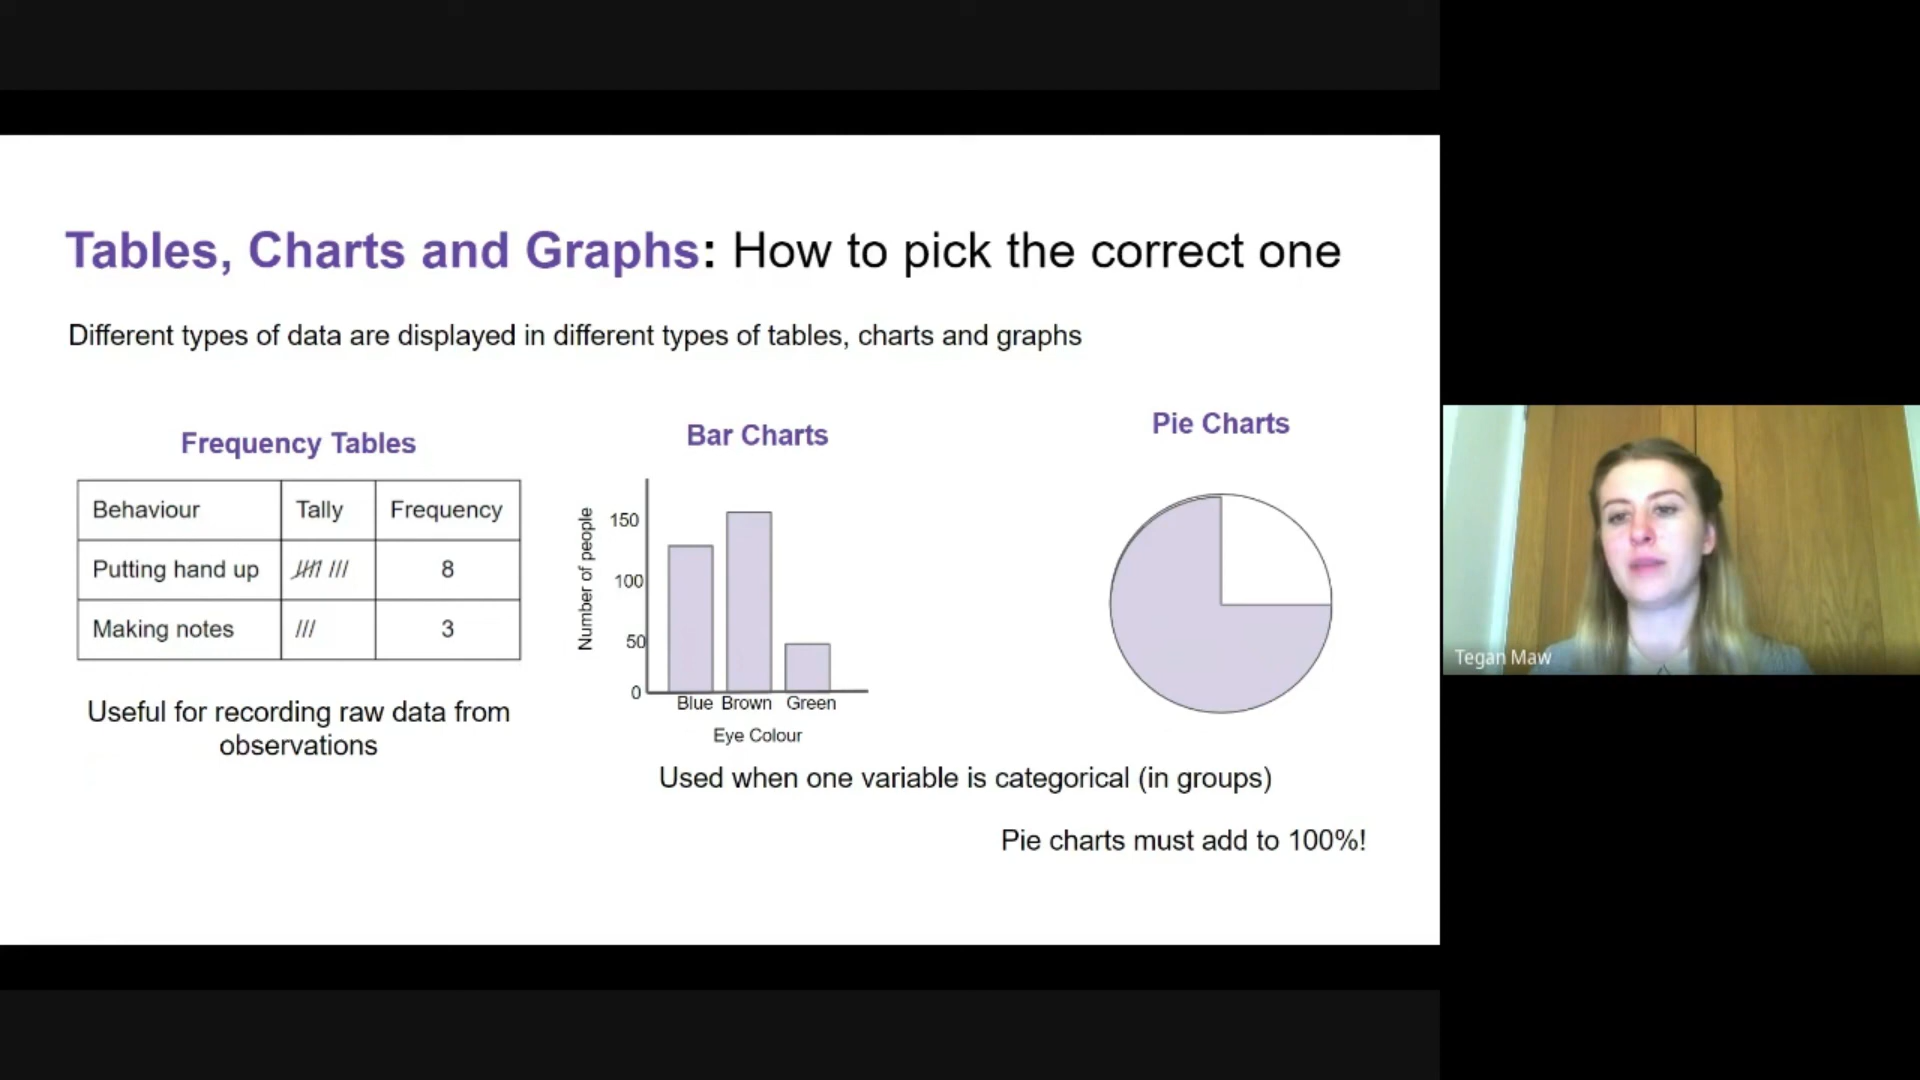 Tables, Charts and Graphs: How to pick the correct one
Different types of data are displayed in different types of tables, charts and graphs
Frequency Tables
Behaviour Tally Frequency
Putting hand up 8
Making notes /// 3
Useful for recording raw data from
observations
Bar Charts
Number of people
150
100
50
0
Blue Brown Green
Eye Colour
Pie Charts
Used when one variable is categorical (in groups)
Pie charts must add to 100%!
Tegan Maw